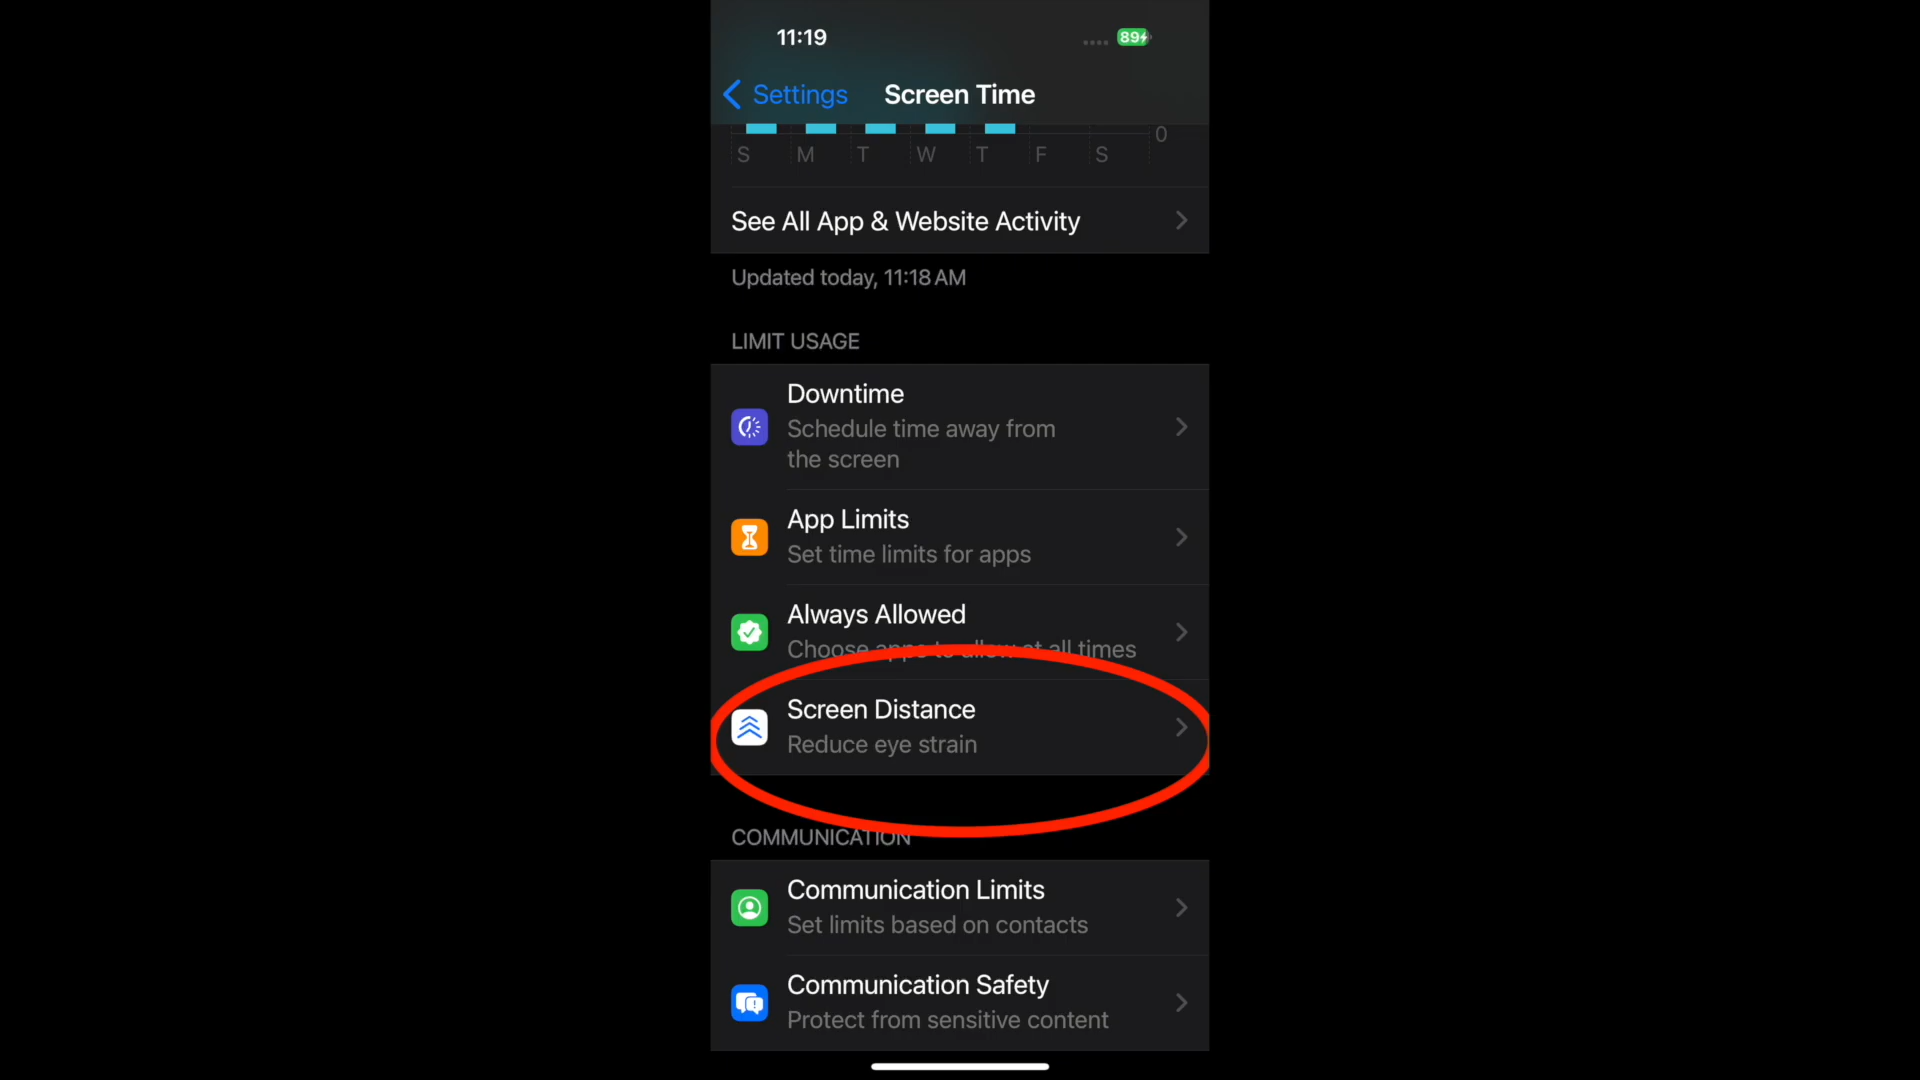 11:19
89
Settings
Screen Time
0
S M T W T F S
See All App & Website Activity
Updated today, 11:18 AM
LIMIT USAGE
Downtime
Schedule time away from
the screen
App Limits
Set time limits for apps
Always Allowed
Choose apps to allow at all times
Screen Distance
Reduce eye strain
COMMUNICATION
Communication Limits
Set limits based on contacts
Communication Safety
Protect from sensitive content